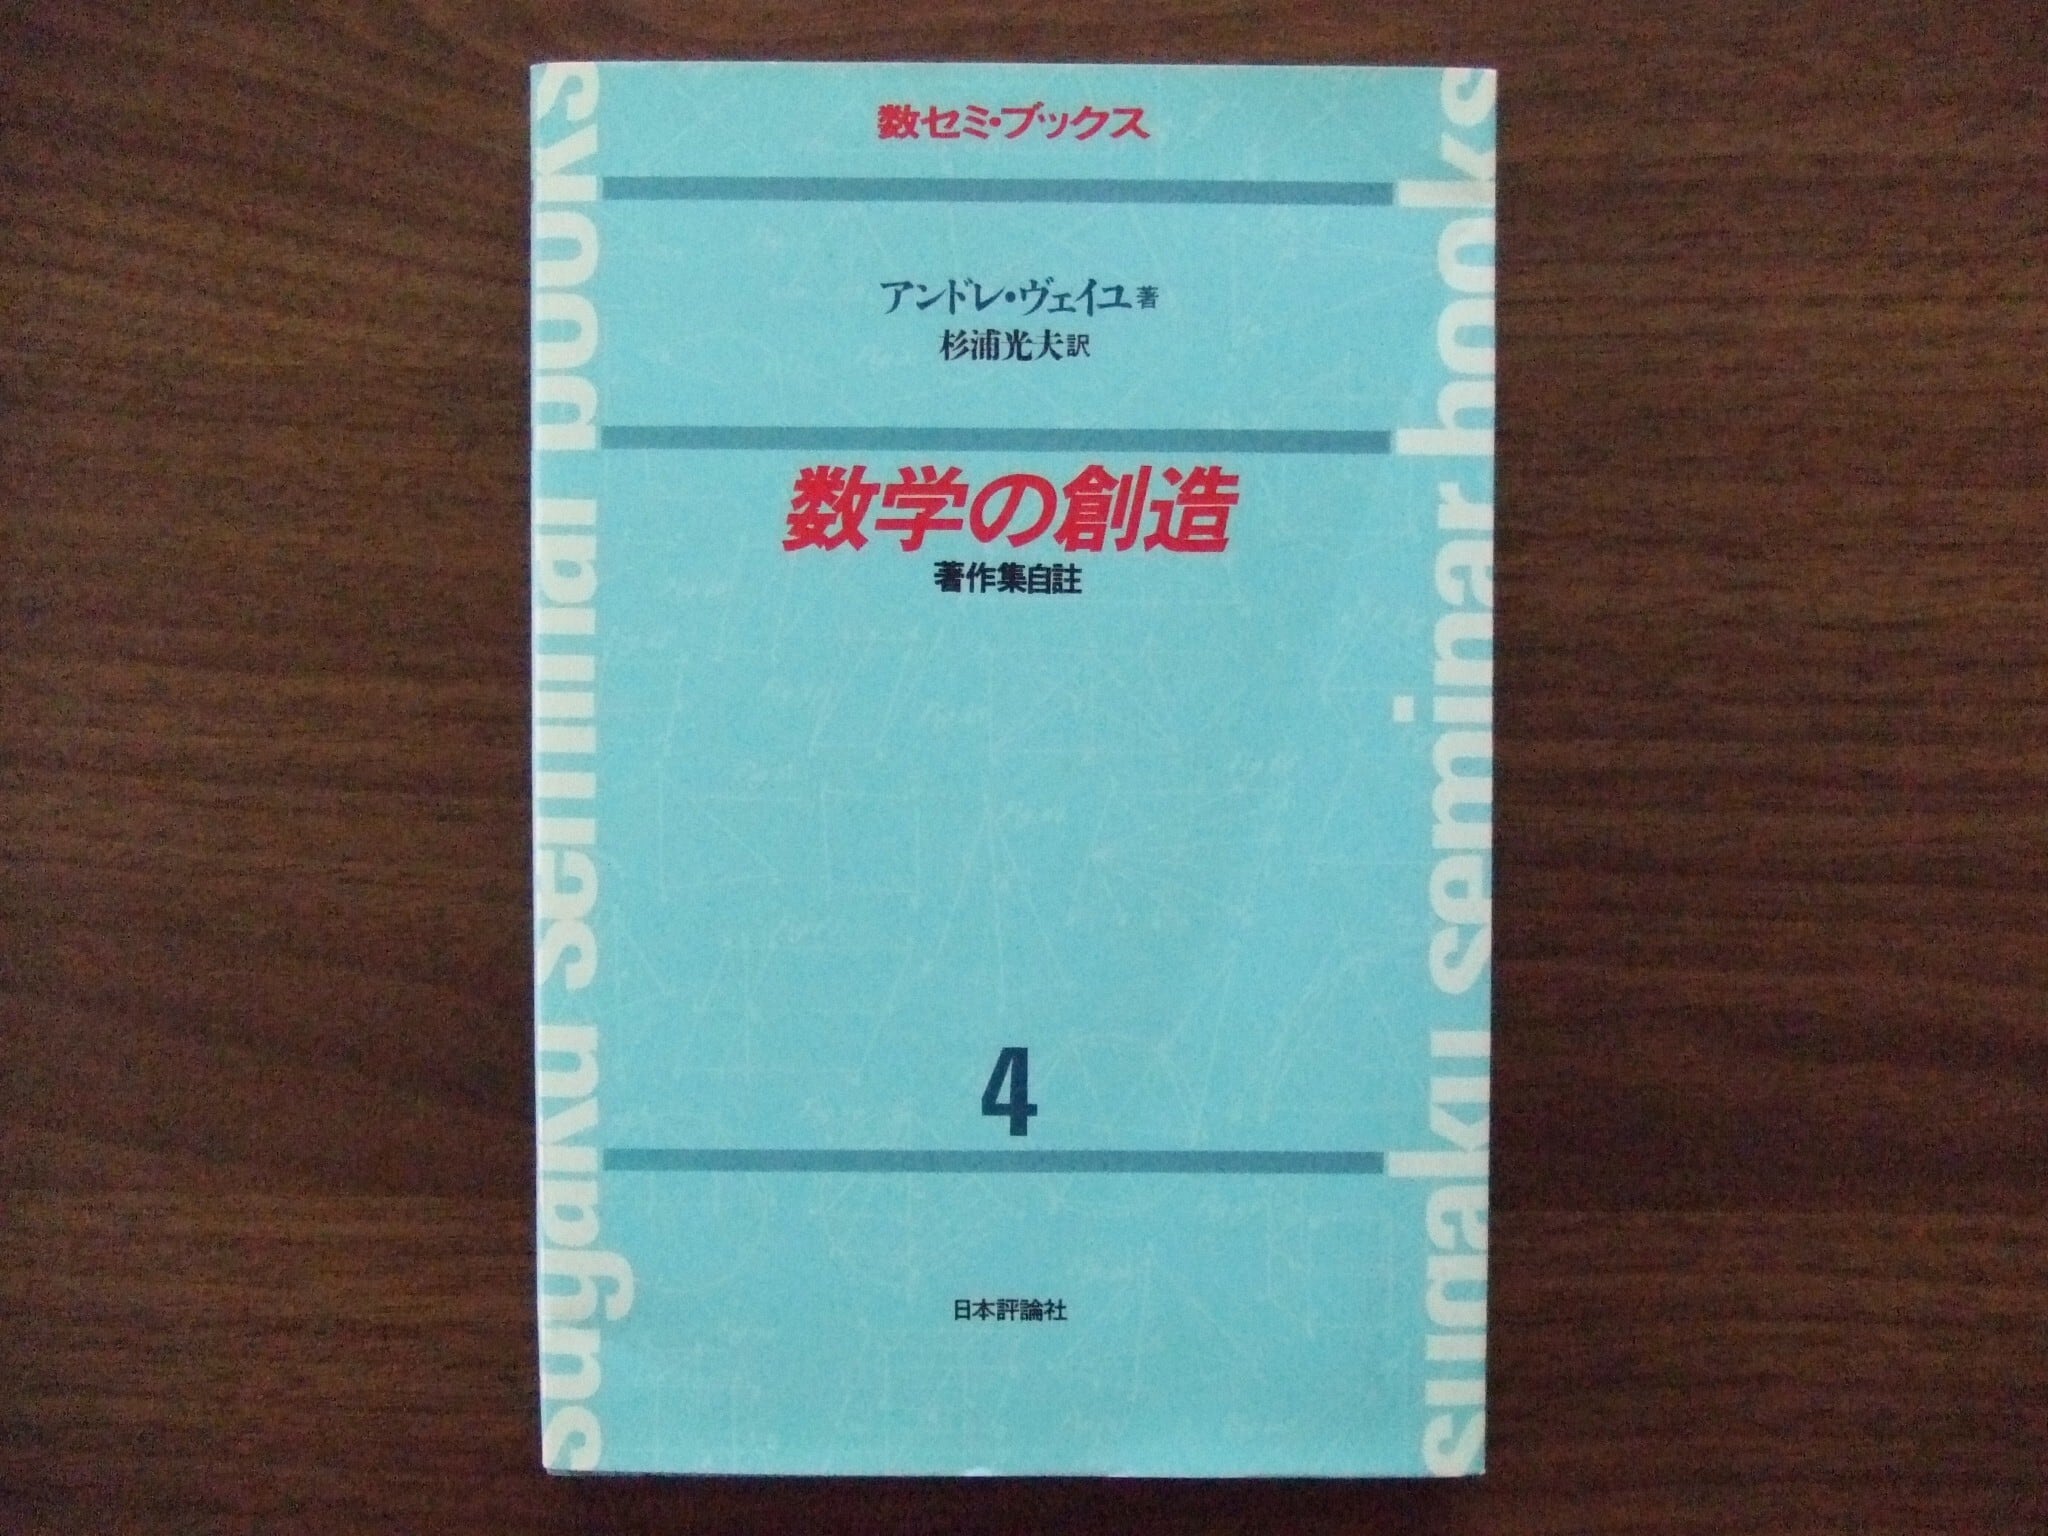 数セミ・ブックス
アンドレ・ヴェイユ著
杉浦光夫訳
数学の創造
著作集自註
4
日本評論社
sugaku seminar books
sugaku seminar books